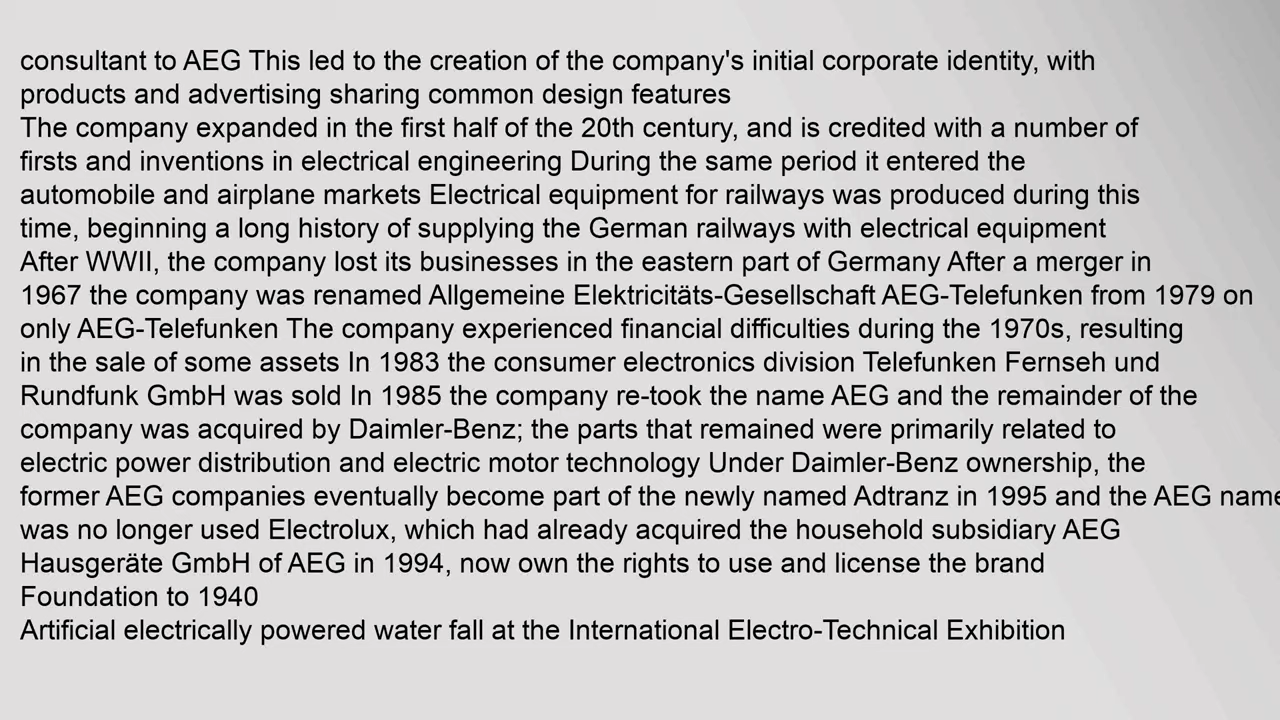 consultant to AEG This led to the creation of the company's initial corporate identity, with
products and advertising sharing common design features
The company expanded in the first half of the 20th century, and is credited with a number of
firsts and inventions in electrical engineering During the same period it entered the
automobile and airplane markets Electrical equipment for railways was produced during this
time, beginning a long history of supplying the German railways with electrical equipment
After WWII, the company lost its businesses in the eastern part of Germany After a merger in
1967 the company was renamed Allgemeine Elektricitäts-Gesellschaft AEG-Telefunken from 1979 on
only AEG-Telefunken The company experienced financial difficulties during the 1970s, resulting
in the sale of some assets In 1983 the consumer electronics division Telefunken Fernseh und
Rundfunk GmbH was sold In 1985 the company re-took the name AEG and the remainder of the
company was acquired by Daimler-Benz; the parts that remained were primarily related to
electric power distribution and electric motor technology Under Daimler-Benz ownership, the
former AEG companies eventually become part of the newly named Adtranz in 1995 and the AEG name
was no longer used Electrolux, which had already acquired the household subsidiary AEG
Hausgeräte GmbH of AEG in 1994, now own the rights to use and license the brand
Foundation to 1940
Artificial electrically powered water fall at the International Electro-Technical Exhibition